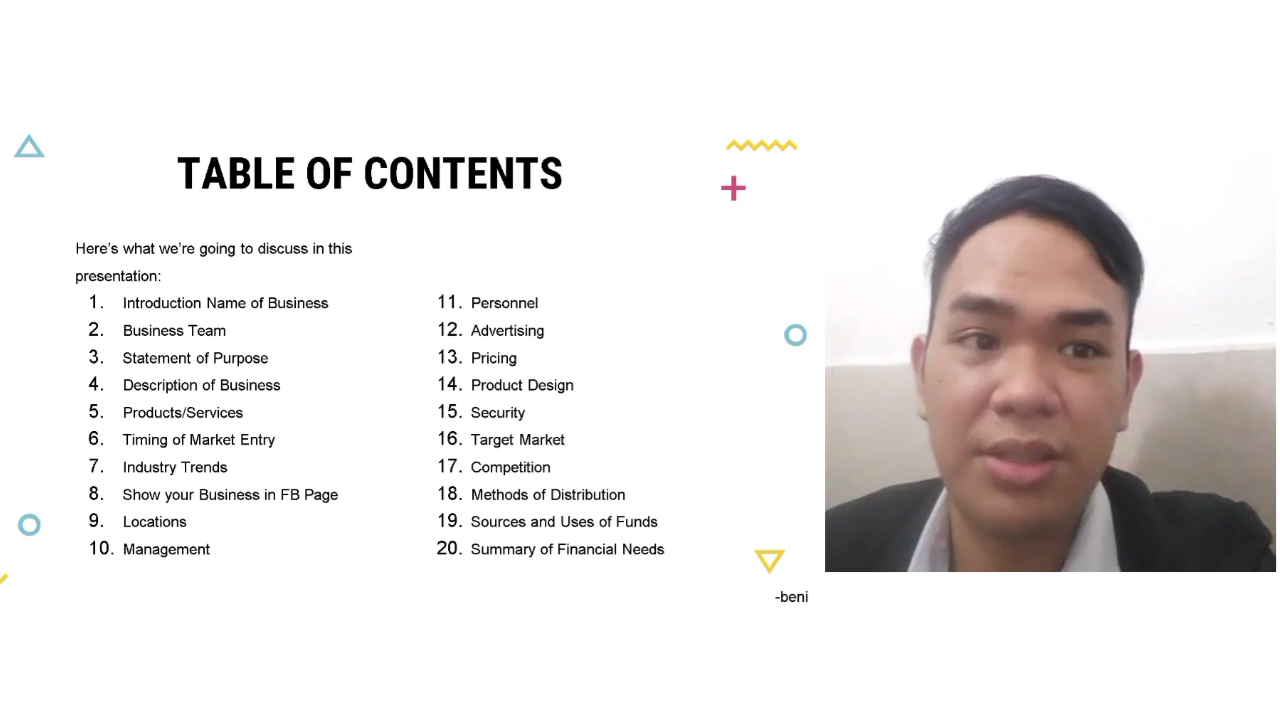 TABLE OF CONTENTS
Here's what we're going to discuss in this
presentation:
1. Introduction Name of Business
2. Business Team
3. Statement of Purpose
4. Description of Business
5. Products/Services
6. Timing of Market Entry
7. Industry Trends
8. Show your Business in FB Page
9. Locations
10. Management
11. Personnel
12. Advertising
13. Pricing
14. Product Design
15. Security
16. Target Market
17. Competition
18. Methods of Distribution
19. Sources and Uses of Funds
20. Summary of Financial Needs
-beni